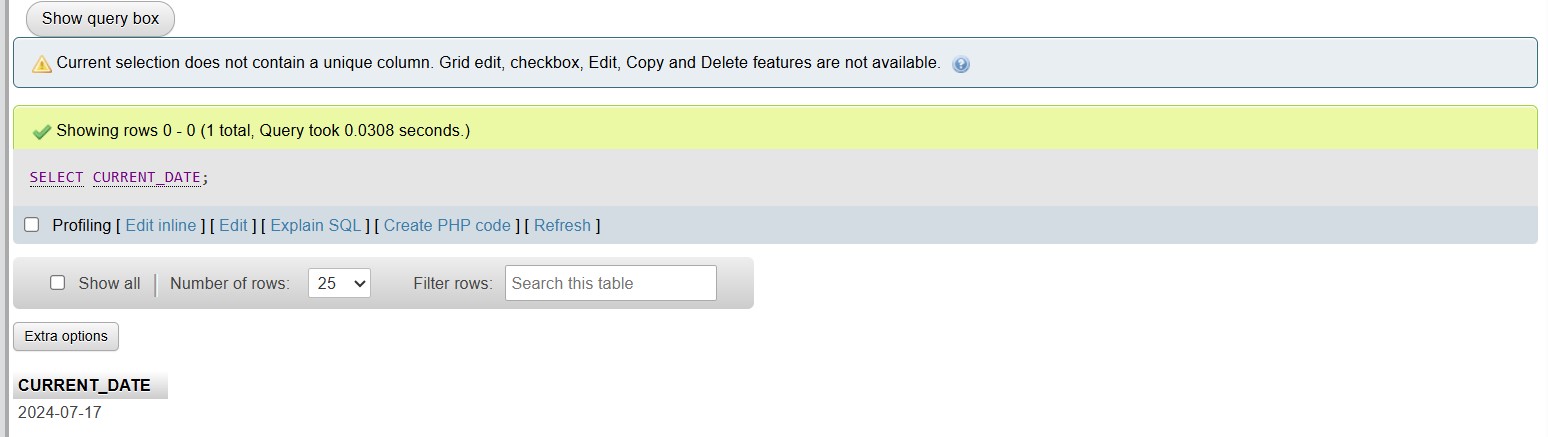 Show query box
Current selection does not contain a unique column. Grid edit, checkbox, Edit, Copy and Delete features are not available.
Showing rows 0 - 0 (1 total, Query took 0.0308 seconds.)
SELECT CURRENT_DATE;
Profiling [ Edit inline ] [ Edit ] [ Explain SQL ] [ Create PHP code ] [ Refresh ]
Show all | Number of rows: 25 Filter rows: Search this table
Extra options
CURRENT_DATE
2024-07-17